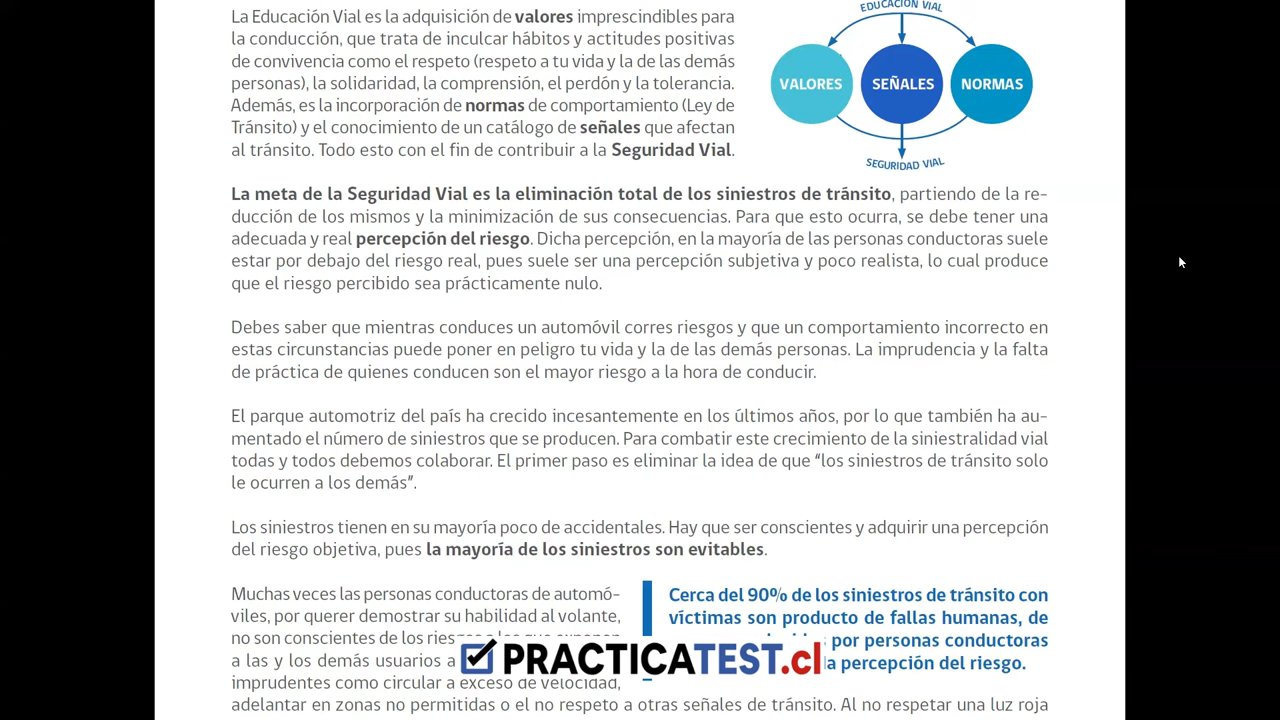 La Educación Vial es la adquisición de valores imprescindibles para
la conducción, que trata de inculcar hábitos y actitudes positivas
de convivencia como el respeto (respeto a tu vida y la de las demás
personas), la solidaridad, la comprensión, el perdón y la tolerancia.
Además, es la incorporación de normas de comportamiento (Ley de
Tránsito) y el conocimiento de un catálogo de señales que afectan
al tránsito. Todo esto con el fin de contribuir a la Seguridad Vial.
EDUCACIÓN VIAL
VALORES
SEÑALES
NORMAS
SEGURIDAD VIAL
La meta de la Seguridad Vial es la eliminación total de los siniestros de tránsito, partiendo de la re-
ducción de los mismos y la minimización de sus consecuencias. Para que esto ocurra, se debe tener una
adecuada y real percepción del riesgo. Dicha percepción, en la mayoría de las personas conductoras suele
estar por debajo del riesgo real, pues suele ser una percepción subjetiva y poco realista, lo cual produce
que el riesgo percibido sea prácticamente nulo.
Debes saber que mientras conduces un automóvil corres riesgos y que un comportamiento incorrecto en
estas circunstancias puede poner en peligro tu vida y la de las demás personas. La imprudencia y la falta
de práctica de quienes conducen son el mayor riesgo a la hora de conducir.
El parque automotriz del país ha crecido incesantemente en los últimos años, por lo que también ha au-
mentado el número de siniestros que se producen. Para combatir este crecimiento de la siniestralidad vial
todas y todos debemos colaborar. El primer paso es eliminar la idea de que “los siniestros de tránsito solo
le ocurren a los demás”.
Los siniestros tienen en su mayoría poco de accidentales. Hay que ser conscientes y adquirir una percepción
del riesgo objetiva, pues la mayoría de los siniestros son evitables.
Muchas veces las personas conductoras de automó-
viles, por querer demostrar su habilidad al volante,
no son conscientes de los
a las y los demás usuarios a
imprudentes como circular a exceso de velocidad,
adelantar en zonas no permitidas o el no respeto a otras señales de tránsito. Al no respetar una luz roja
Cerca del 90% de los siniestros de tránsito con
víctimas son producto de fallas humanas, de
por personas conductoras
la percepción del riesgo.
PRACTICATEST.cl